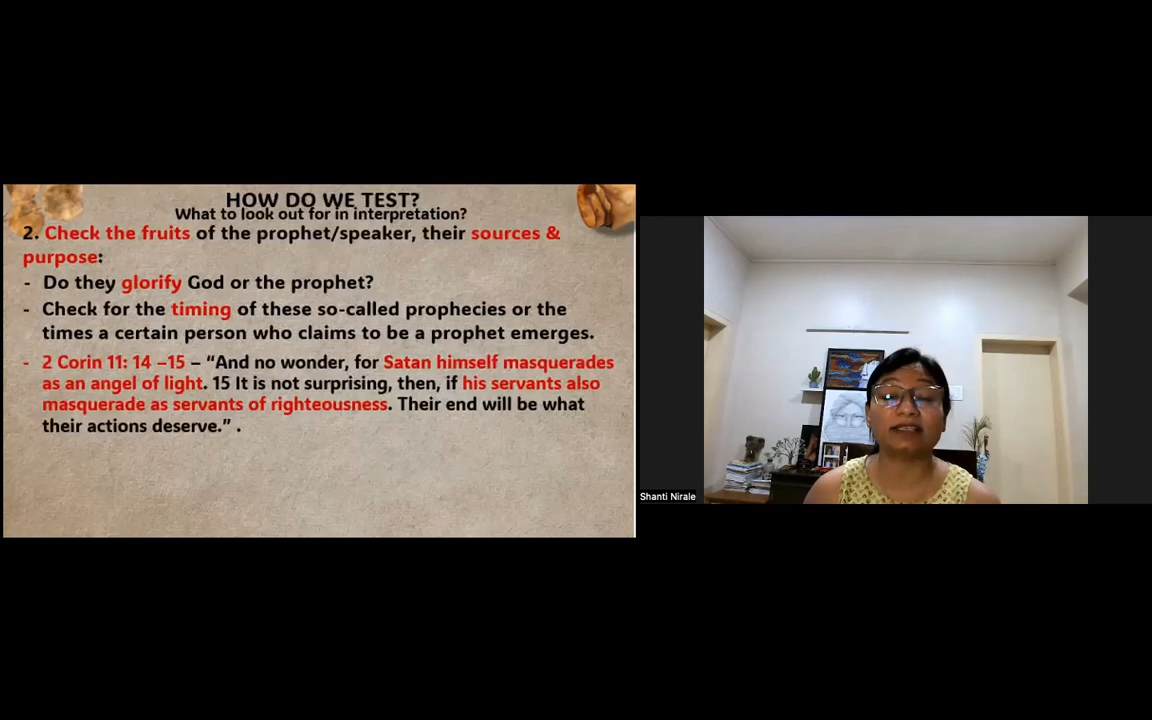 HOW DO WE TEST?
What to look out for in interpretation?
2. Check the fruits of the prophet/speaker, their sources &
purpose:
- Do they glorify God or the prophet?
- Check for the timing of these so-called prophecies or the
times a certain person who claims to be a prophet emerges.
- 2 Corin 11: 14 –15 – “And no wonder, for Satan himself masquerades
as an angel of light. 15 It is not surprising, then, if his servants also
masquerade as servants of righteousness. Their end will be what
their actions deserve.” .
Shanti Nirale